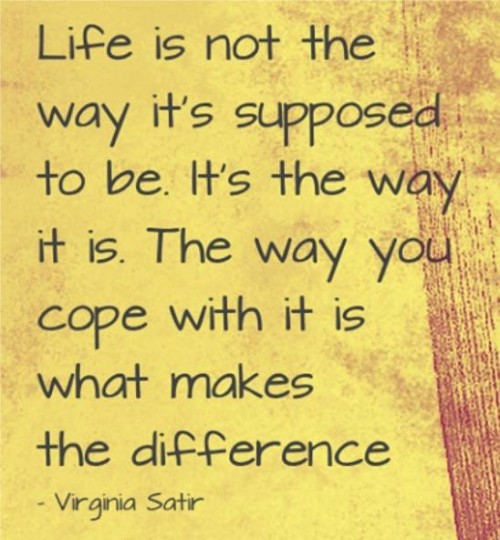 Life is not the
way it's supposed
to be. It's the way
it is. The way you
cope with it is
what makes
the difference
- Virginia Satir